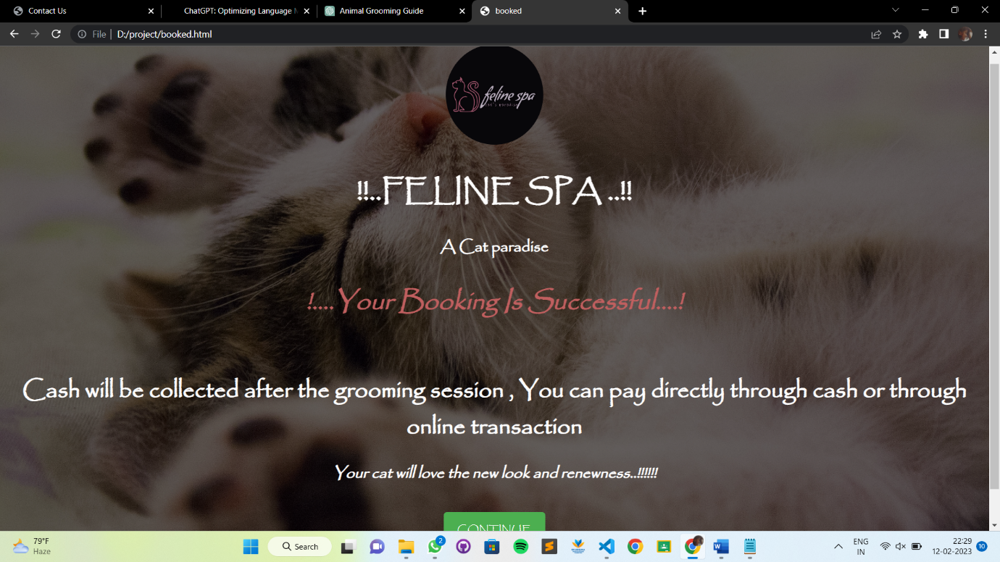 Contact Us
ChatGPT: Optimizing Language
Animal Grooming Guide
booked
File
D:/project/booked.html
feline spa
!!..FELINE SPA ..!!
A Cat paradise
!....Your Booking Is Successful....!
Cash will be collected after the grooming session , You can pay directly through cash or through
online transaction
Your cat will love the new look and renewness..!!!!!!
CONTINUE
79°F
Haze
Search
2
ENG
IN
22:29
12-02-2023
10